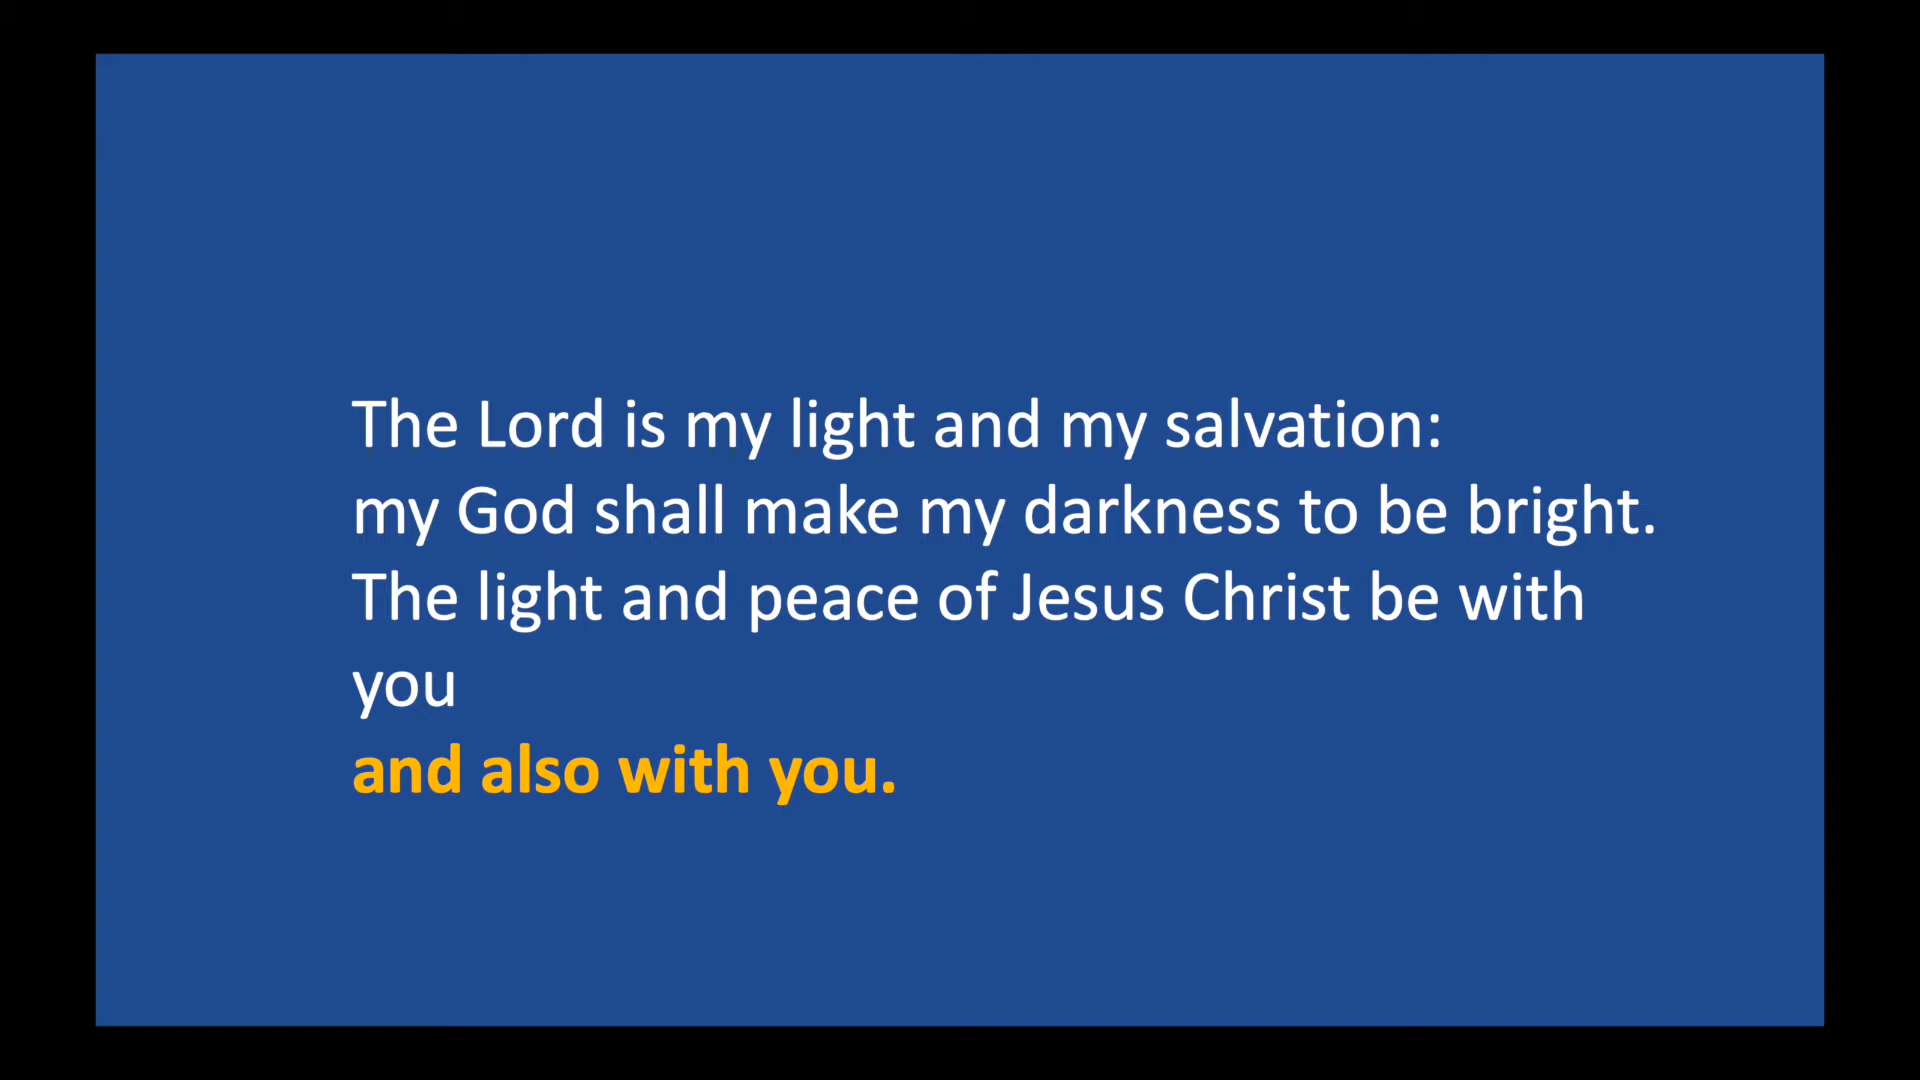 The Lord is my light and my salvation:
my God shall make my darkness to be bright.
The light and peace of Jesus Christ be with
you
and also with you.